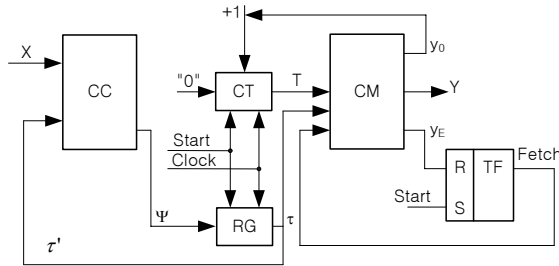 +1
y0
X
CC
"0"
CT
T
CM
Y
Start
Clock
yE
Fetch
R TF
Start
S
Ψ
RG
τ
τ'